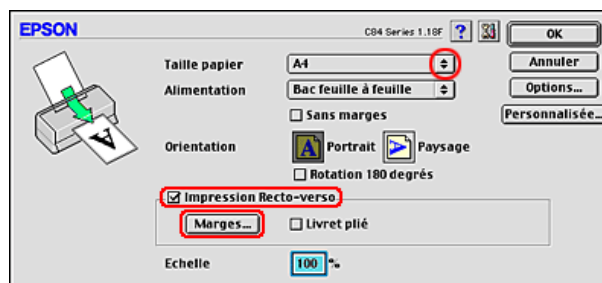 EPSON
C84 Series 1.18F ? OK
Taille papier A4 Annuler
Alimentation Bac feuille à feuille Options...
Sans marges Personnalisée...
Orientation A Portrait A Paysage
Rotation 180 degrés
Impression Recto-verso
Marges... Livret plié
Echelle 100 %
A